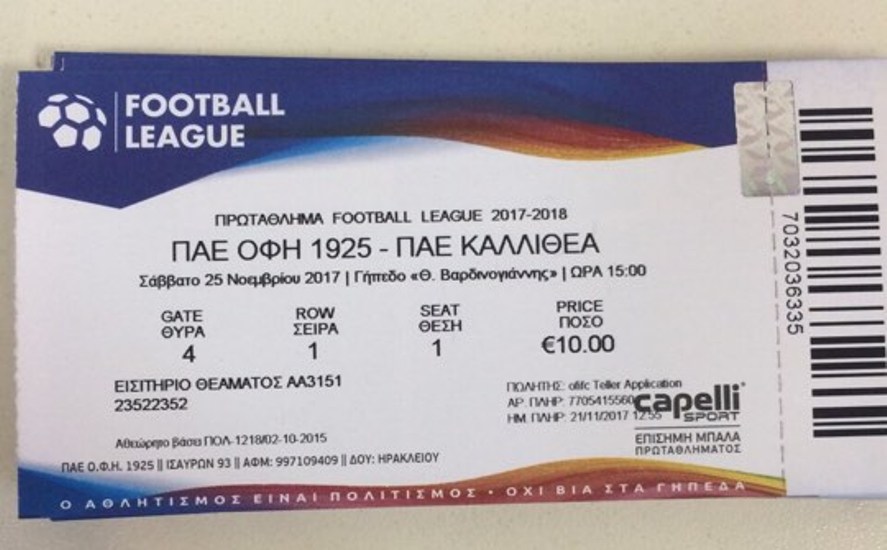 FOOTBALL
LEAGUE
ΠΡΩΤΑΘΛΗΜΑ FOOTBALL LEAGUE 2017-2018
ΠΑΕ ΟΦΗ 1925 - ΠΑΕ ΚΑΛΛΙΘΕΑ
Σάββατο 25 Νοεμβρίου 2017 | Γήπεδο «Θ. Βαρδινογιάννης» | ΩΡΑ 15:00
GATE ROW SEAT PRICE
ΘΥΡΑ ΣΕΙΡΑ ΘΕΣΗ ΠΟΣΟ
4 1 1 €10.00
ΕΙΣΙΤΗΡΙΟ ΘΕΑΜΑΤΟΣ ΑΑ3151
23522352
ΠΩΛΗΤΗΣ: ofifc Teller Application
ΑΡ. ΠΛΗΡ: 7705415560
ΗΜ. ΠΛΗΡ: 21/11/2017 12:55
capelli
SPORT
ΕΠΙΣΗΜΗ ΜΠΑΛΑ
ΠΡΩΤΑΘΛΗΜΑΤΟΣ
Αθεώρητο βάσει ΠΟΛ-1218/02-10-2015
ΠΑΕ Ο.Φ.Η. 1925 || ΙΣΑΥΡΩΝ 93 || ΑΦΜ: 997109409 || ΔΟΥ: ΗΡΑΚΛΕΙΟΥ
Ο ΑΘΛΗΤΙΣΜΟΣ ΕΙΝΑΙ ΠΟΛΙΤΙΣΜΟΣ • ΟΧΙ ΒΙΑ ΣΤΑ ΓΗΠΕΔΑ
7032036335